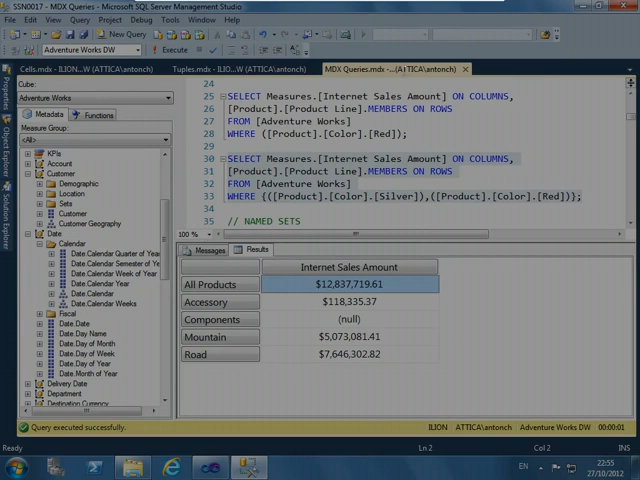 SSN0017 - MDX Queries - Microsoft SQL Server Management Studio
File Edit View Query Project Debug Tools Window Help
New Query
Adventure Works DW
Execute
Cells.mdx - ILION...W (ATTICA\antonch)
Tuples.mdx - ILIO...W (ATTICA\antonch)
MDX Queries.mdx -...(ATTICA\antonch)
Properties
Object Explorer
Solution Explorer
Cube:
Adventure Works
Metadata
Functions
Measure Group:
<All>
KPIs
Account
Customer
Demographic
Location
Sets
Customer
Customer Geography
Date
Calendar
Date.Calendar Quarter of Year
Date.Calendar Semester of Ye
Date.Calendar Week of Year
Date.Calendar Year
Date.Calendar
Date.Calendar Weeks
Fiscal
Date.Date
Date.Day Name
Date.Day of Month
Date.Day of Week
Date.Day of Year
Date.Month of Year
Delivery Date
Department
Destination Currency
24
25 SELECT Measures.[Internet Sales Amount] ON COLUMNS,
26 [Product].[Product Line].MEMBERS ON ROWS
27 FROM [Adventure Works]
28 WHERE ([Product].[Color].[Red]);
29
30 SELECT Measures.[Internet Sales Amount] ON COLUMNS,
31 [Product].[Product Line].MEMBERS ON ROWS
32 FROM [Adventure Works]
33 WHERE {([Product].[Color].[Silver]),([Product].[Color].[Red])};
34
35 // NAMED SETS
100 %
Messages
Results
Internet Sales Amount
All Products $12,837,719.61
Accessory $118,335.37
Components (null)
Mountain $5,073,081.41
Road $7,646,302.82
Query executed successfully.
ILION
ATTICA\antonch
Adventure Works DW
00:00:01
Ready
Ln 2
Col 2
INS
EN
22:55
27/10/2012